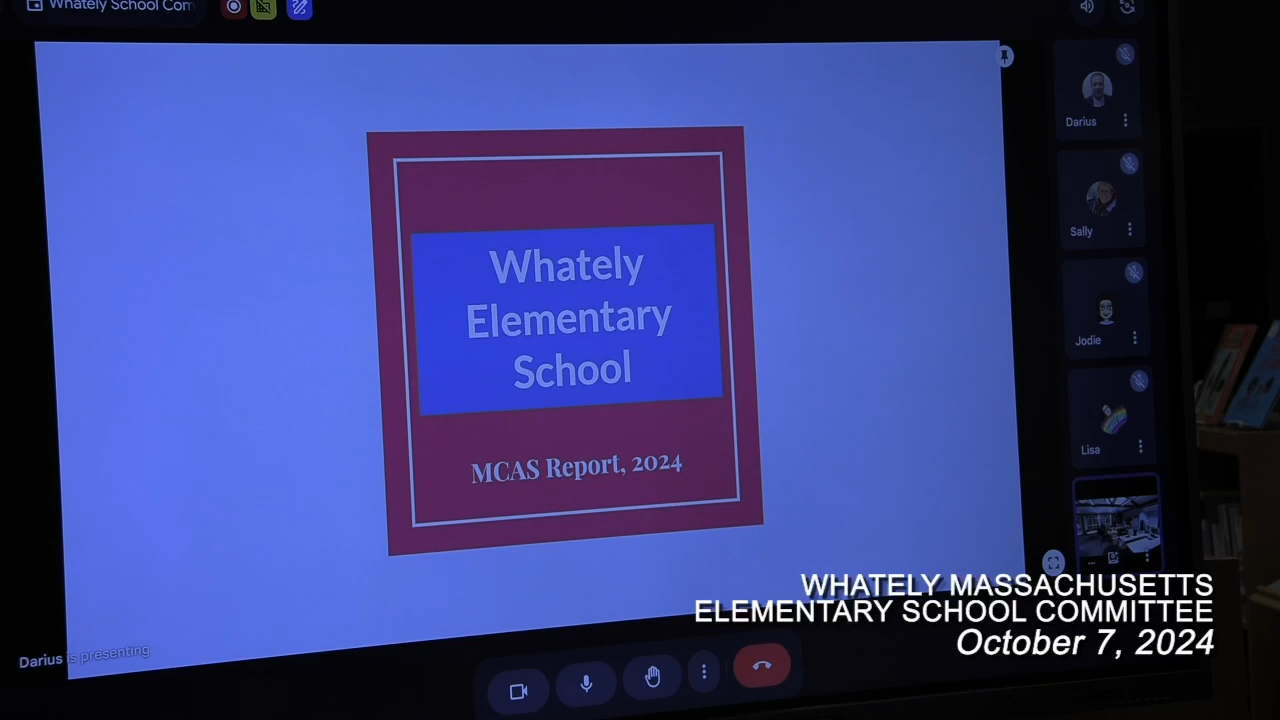 Whately School Com
Whately
Elementary
School
MCAS Report, 2024
Darius
Sally
Jodie
Lisa
Darius is presenting
WHATELY MASSACHUSETTS
ELEMENTARY SCHOOL COMMITTEE
October 7, 2024